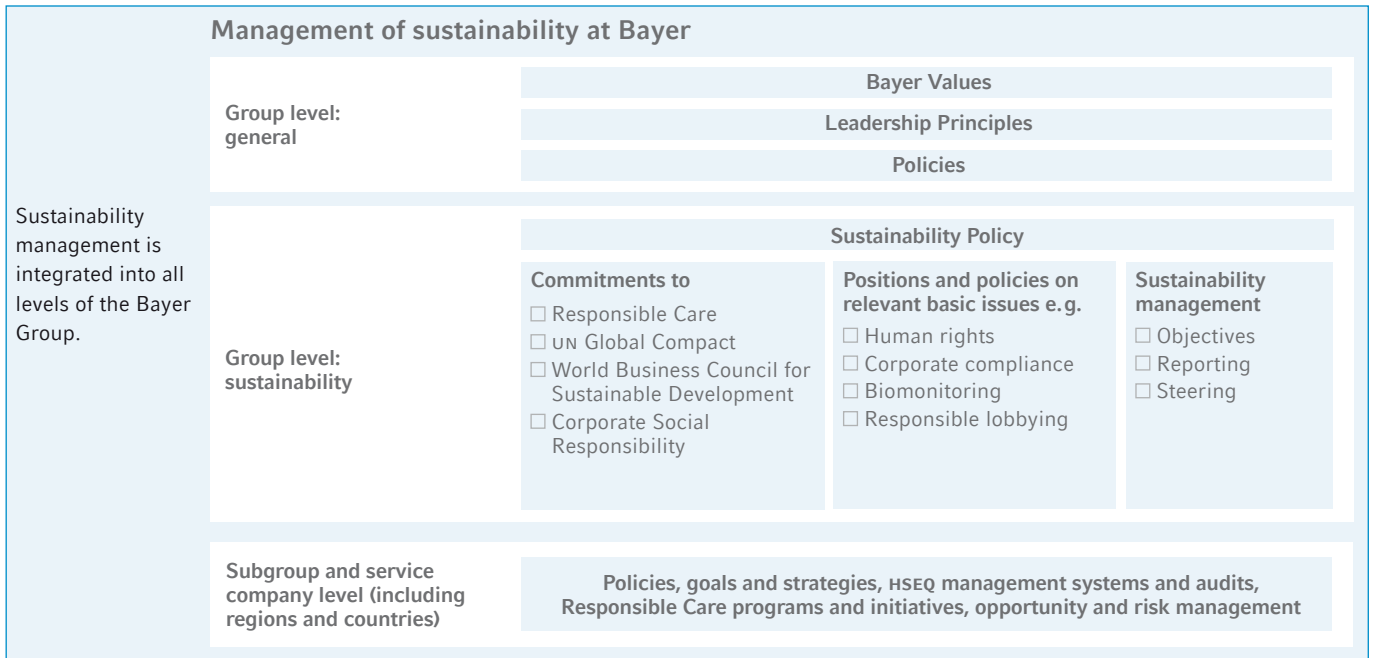 Management of sustainability at Bayer
Sustainability
management is
integrated into all
levels of the Bayer
Group.
Group level:
general
Bayer Values
Leadership Principles
Policies
Group level:
sustainability
Sustainability Policy
Commitments to
☐ Responsible Care
☐ UN Global Compact
☐ World Business Council for
Sustainable Development
☐ Corporate Social
Responsibility
Positions and policies on
relevant basic issues e.g.
☐ Human rights
☐ Corporate compliance
☐ Biomonitoring
☐ Responsible lobbying
Sustainability
management
☐ Objectives
☐ Reporting
☐ Steering
Subgroup and service
company level (including
regions and countries)
Policies, goals and strategies, HSEQ management systems and audits,
Responsible Care programs and initiatives, opportunity and risk management